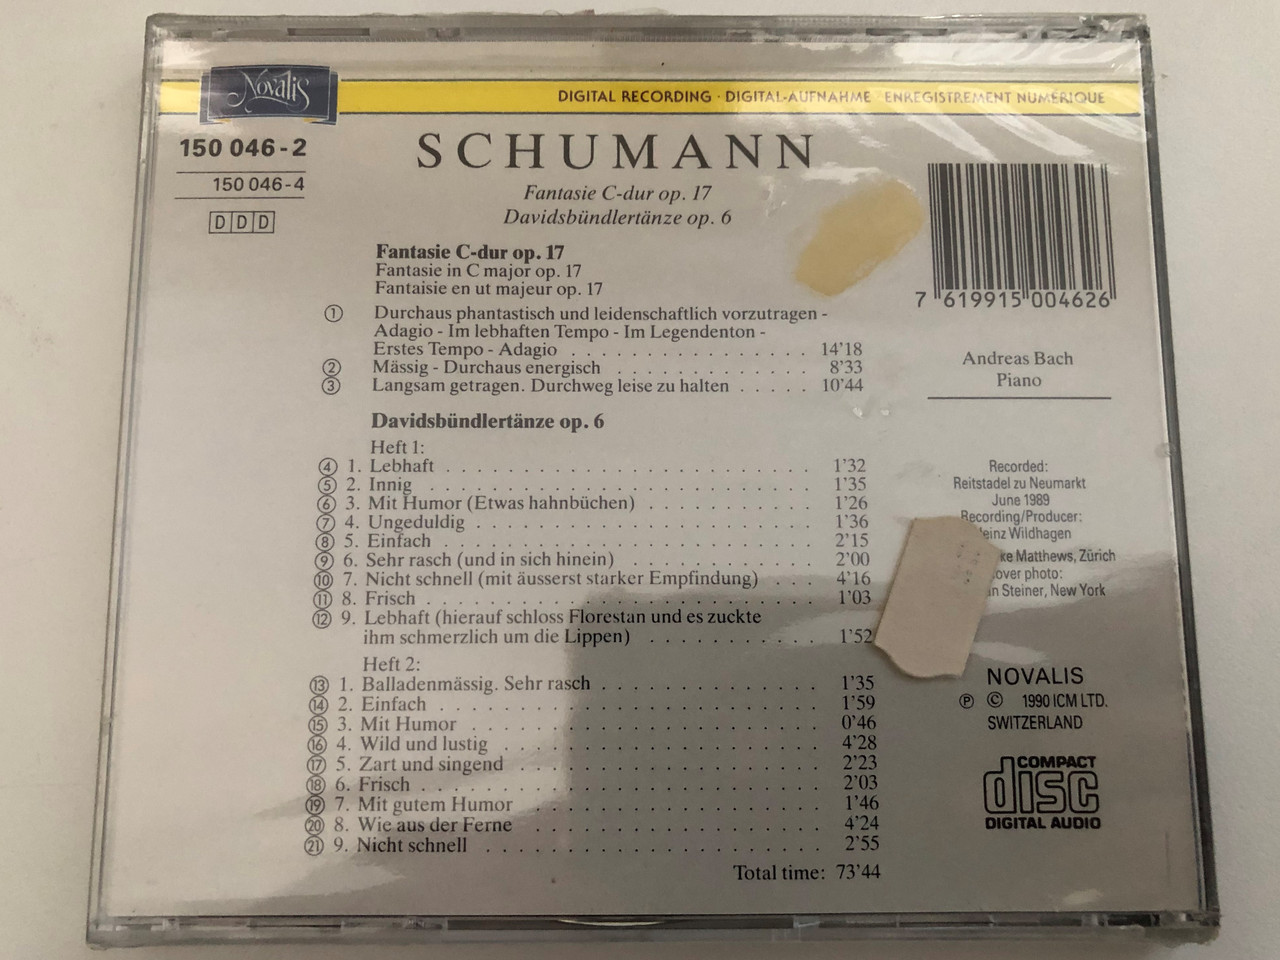 Novalis
DIGITAL RECORDING · DIGITAL-AUFNAHME · ENREGISTREMENT NUMÉRIQUE
150 046-2
150 046-4
DDD
SCHUMANN
Fantasie C-dur op. 17
Davidsbündlertänze op. 6
Fantasie C-dur op. 17
Fantasie in C major op. 17
Fantaisie en ut majeur op. 17
① Durchaus phantastisch und leidenschaftlich vorzutragen -
Adagio - Im lebhaften Tempo - Im Legendenton -
Erstes Tempo - Adagio . . . . . . . . . . . . . . . . 14'18
② Mässig - Durchaus energisch . . . . . . . . . . . . . 8'33
③ Langsam getragen. Durchweg leise zu halten . . . . . 10'44
Davidsbündlertänze op. 6
Heft 1:
④ 1. Lebhaft . . . . . . . . . . . . . . . . . . . . . . . . 1'32
⑤ 2. Innig . . . . . . . . . . . . . . . . . . . . . . . . . 1'35
⑥ 3. Mit Humor (Etwas hahnbüchen) . . . . . . . . . . . 1'26
⑦ 4. Ungeduldig . . . . . . . . . . . . . . . . . . . . . . 1'36
⑧ 5. Einfach . . . . . . . . . . . . . . . . . . . . . . . . 2'15
⑨ 6. Sehr rasch (und in sich hinein) . . . . . . . . . . . . 2'00
⑩ 7. Nicht schnell (mit äusserst starker Empfindung) . . . 4'16
⑪ 8. Frisch . . . . . . . . . . . . . . . . . . . . . . . . . 1'03
⑫ 9. Lebhaft (hierauf schloss Florestan und es zuckte
ihm schmerzlich um die Lippen) . . . . . . . . . . . 1'52
Heft 2:
⑬ 1. Balladenmässig. Sehr rasch . . . . . . . . . . . . . . 1'35
⑭ 2. Einfach . . . . . . . . . . . . . . . . . . . . . . . . 1'59
⑮ 3. Mit Humor . . . . . . . . . . . . . . . . . . . . . . 0'46
⑯ 4. Wild und lustig . . . . . . . . . . . . . . . . . . . . 4'28
⑰ 5. Zart und singend . . . . . . . . . . . . . . . . . . . 2'23
⑱ 6. Frisch . . . . . . . . . . . . . . . . . . . . . . . . . 2'03
⑲ 7. Mit gutem Humor . . . . . . . . . . . . . . . . . . 1'46
⑳ 8. Wie aus der Ferne . . . . . . . . . . . . . . . . . . 4'24
㉑ 9. Nicht schnell . . . . . . . . . . . . . . . . . . . . . 2'55
Total time: 73'44
7 619915 004626
Andreas Bach
Piano
Recorded:
Reitstadel zu Neumarkt
June 1989
Recording/Producer:
Wildhagen
Matthews, Zürich
photo:
Steiner, New York
NOVALIS
Ⓟ © 1990 ICM LTD.
SWITZERLAND
COMPACT
disc
DIGITAL AUDIO